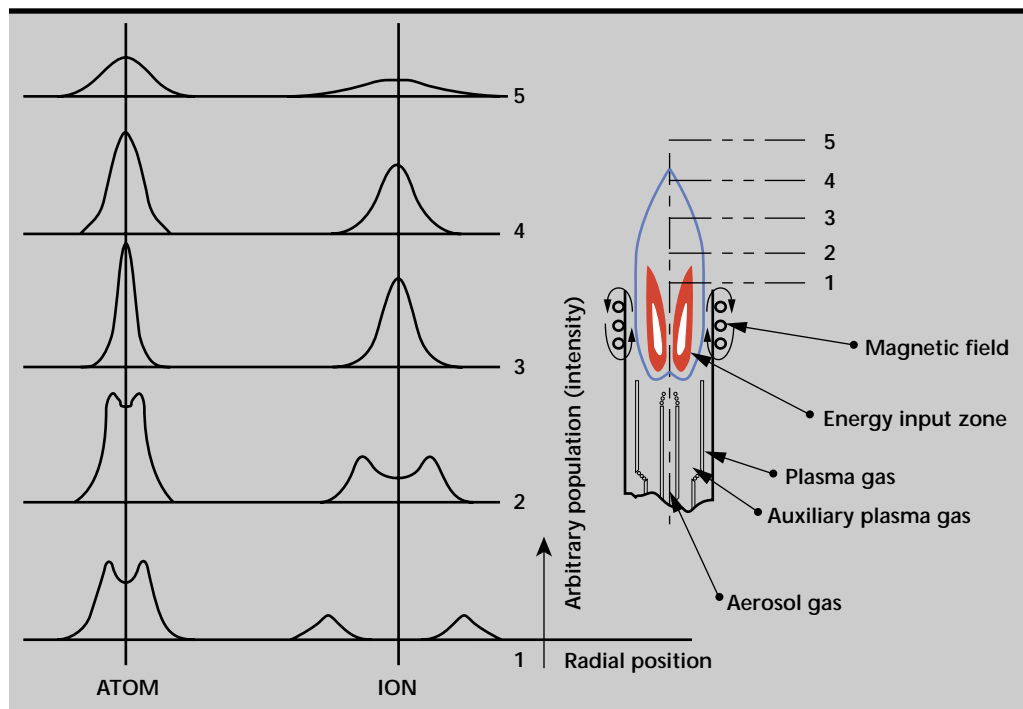 5
4
3
2
1
ATOM
ION
Arbitrary population (intensity)
Radial position
5
4
3
2
1
Magnetic field
Energy input zone
Plasma gas
Auxiliary plasma gas
Aerosol gas